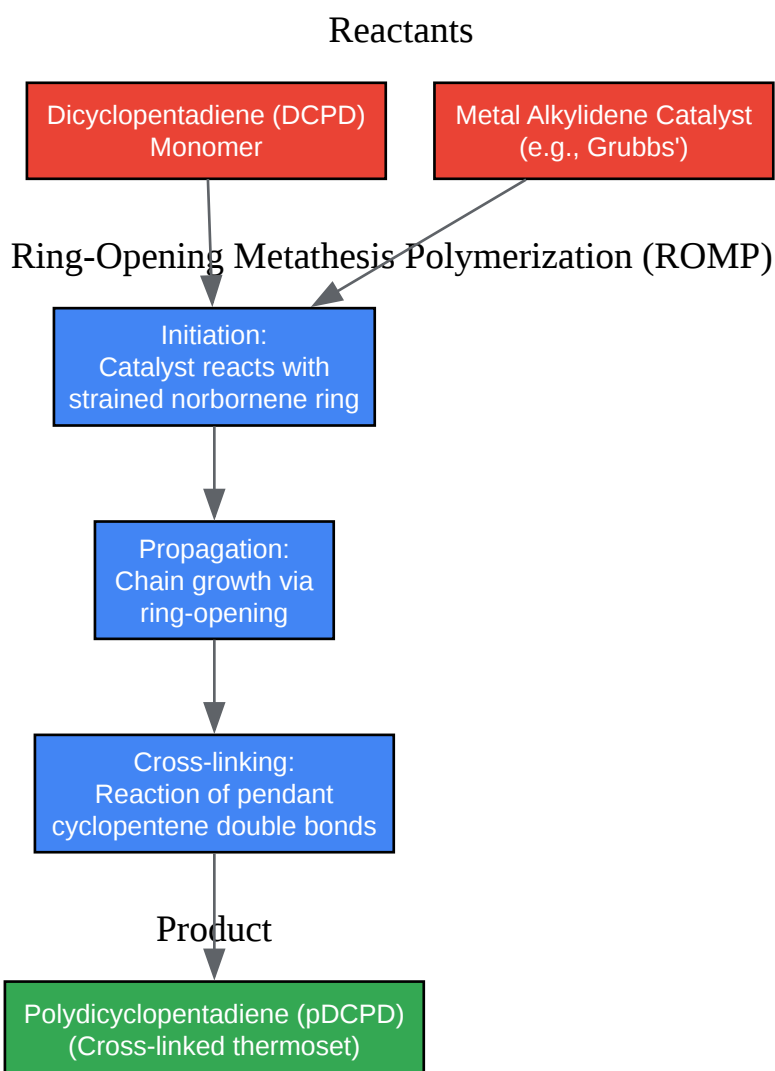 Reactants
Dicyclopentadiene (DCPD)
Monomer
Metal Alkylidene Catalyst
(e.g., Grubbs')
Ring-Opening Metathesis Polymerization (ROMP)
Initiation:
Catalyst reacts with
strained norbornene ring
Propagation:
Chain growth via
ring-opening
Cross-linking:
Reaction of pendant
cyclopentene double bonds
Product
Polydicyclopentadiene (pDCPD)
(Cross-linked thermoset)